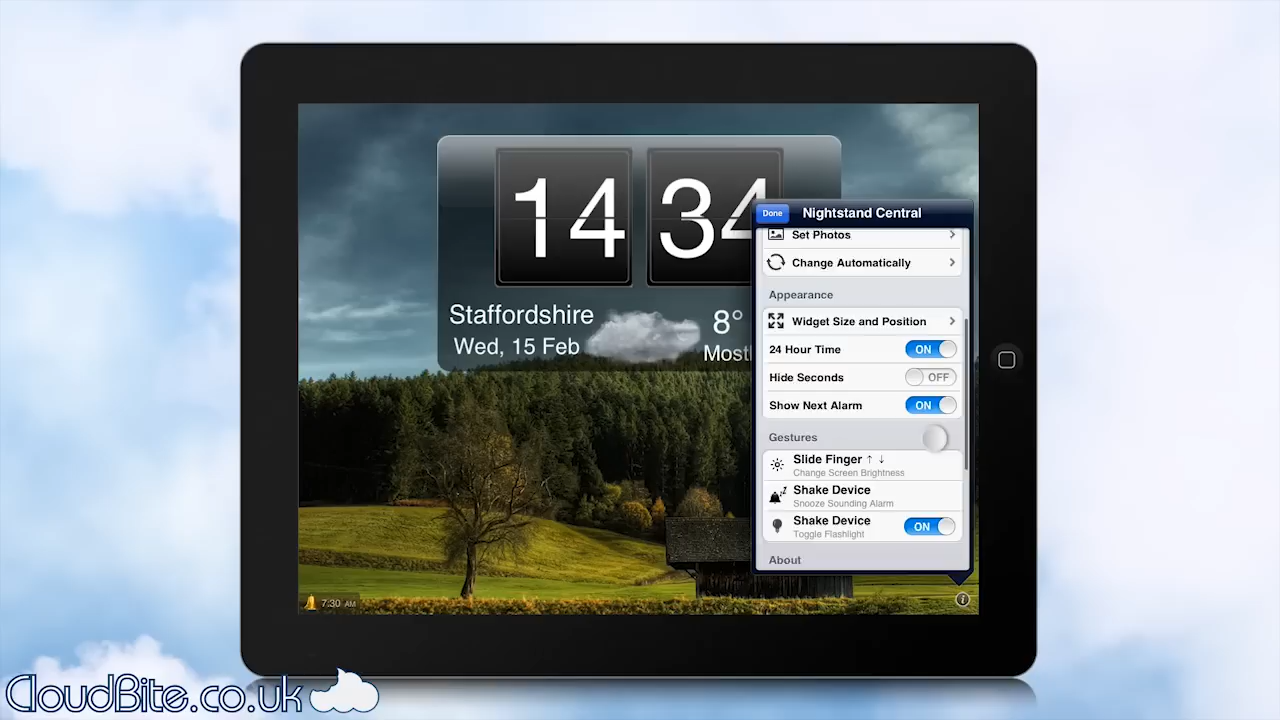 14 34
Staffordshire
8°
Wed, 15 Feb
Done
Nightstand Central
Set Photos
Change Automatically
Appearance
Widget Size and Position
24 Hour Time ON
Hide Seconds OFF
Show Next Alarm ON
Gestures
Slide Finger ↑ ↓
Change Screen Brightness
Shake Device
Snooze Sounding Alarm
Shake Device ON
Toggle Flashlight
About
7:30 AM
CloudBite.co.uk